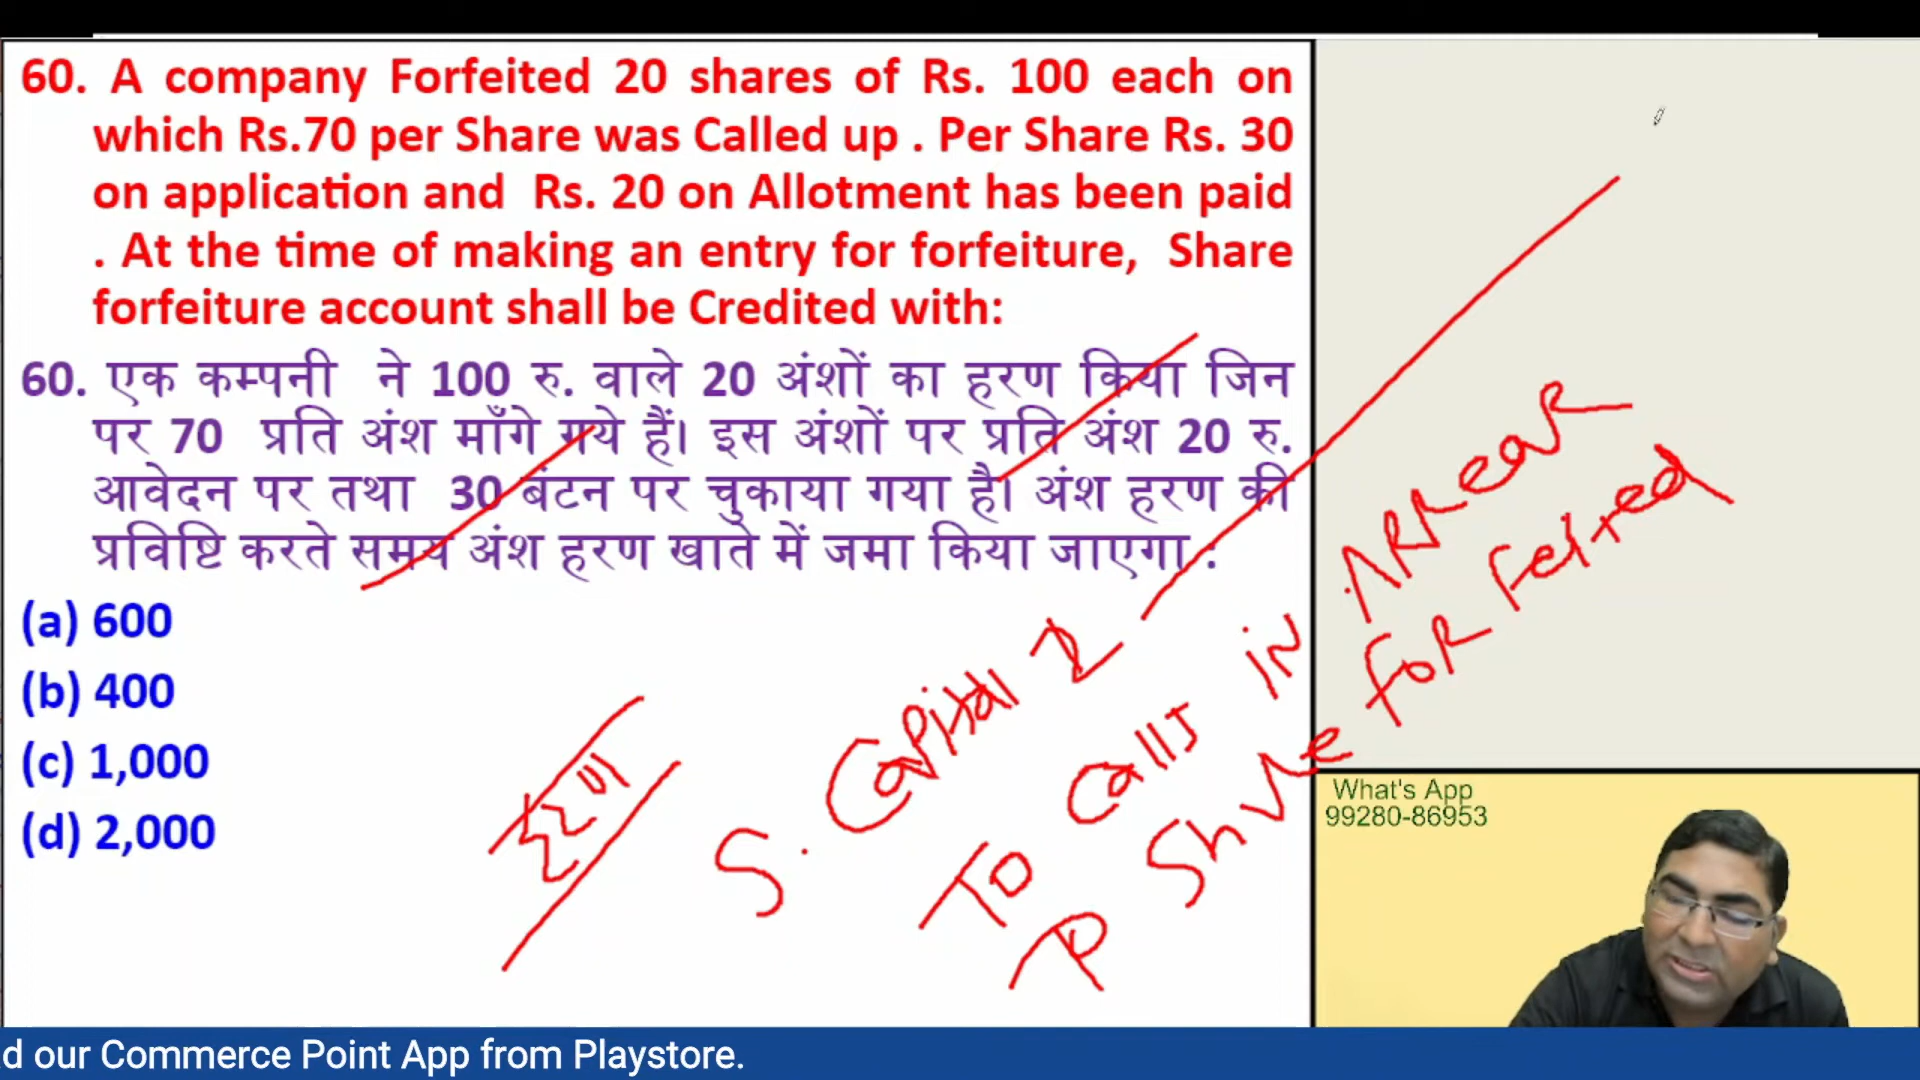 60. A company Forfeited 20 shares of Rs. 100 each on
which Rs.70 per Share was Called up . Per Share Rs. 30
on application and Rs. 20 on Allotment has been paid
. At the time of making an entry for forfeiture, Share
forfeiture account shall be Credited with:
60. एक कम्पनी ने 100 रु. वाले 20 अंशों का हरण किया जिन
पर 70 प्रति अंश माँगे गये हैं। इस अंशों पर प्रति अंश 20 रु.
आवेदन पर तथा 30 बंटन पर चुकाया गया है। अंश हरण की
प्रविष्टि करते समय अंश हरण खाते में जमा किया जाएगा :
(a) 600
(b) 400
(c) 1,000
(d) 2,000
S. Capital
To Calls in ARREAR
To Share forfeited
What's App
99280-86953
d our Commerce Point App from Playstore.